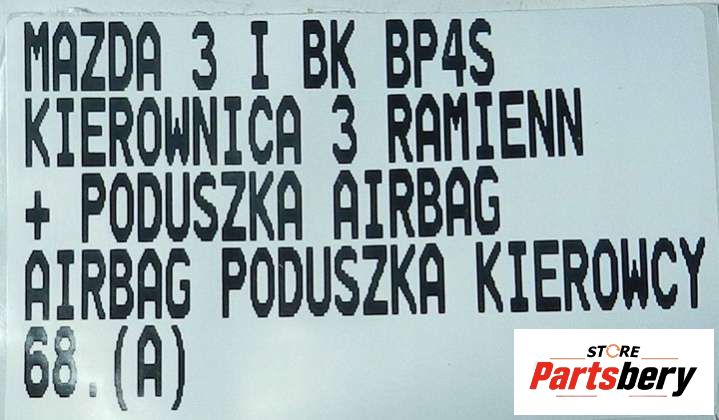 MAZDA 3 I BK BP4S
KIEROWNICA 3 RAMIENN
+ PODUSZKA AIRBAG
AIRBAG PODUSZKA KIEROWCY
68.(A)
STORE
Partsbery